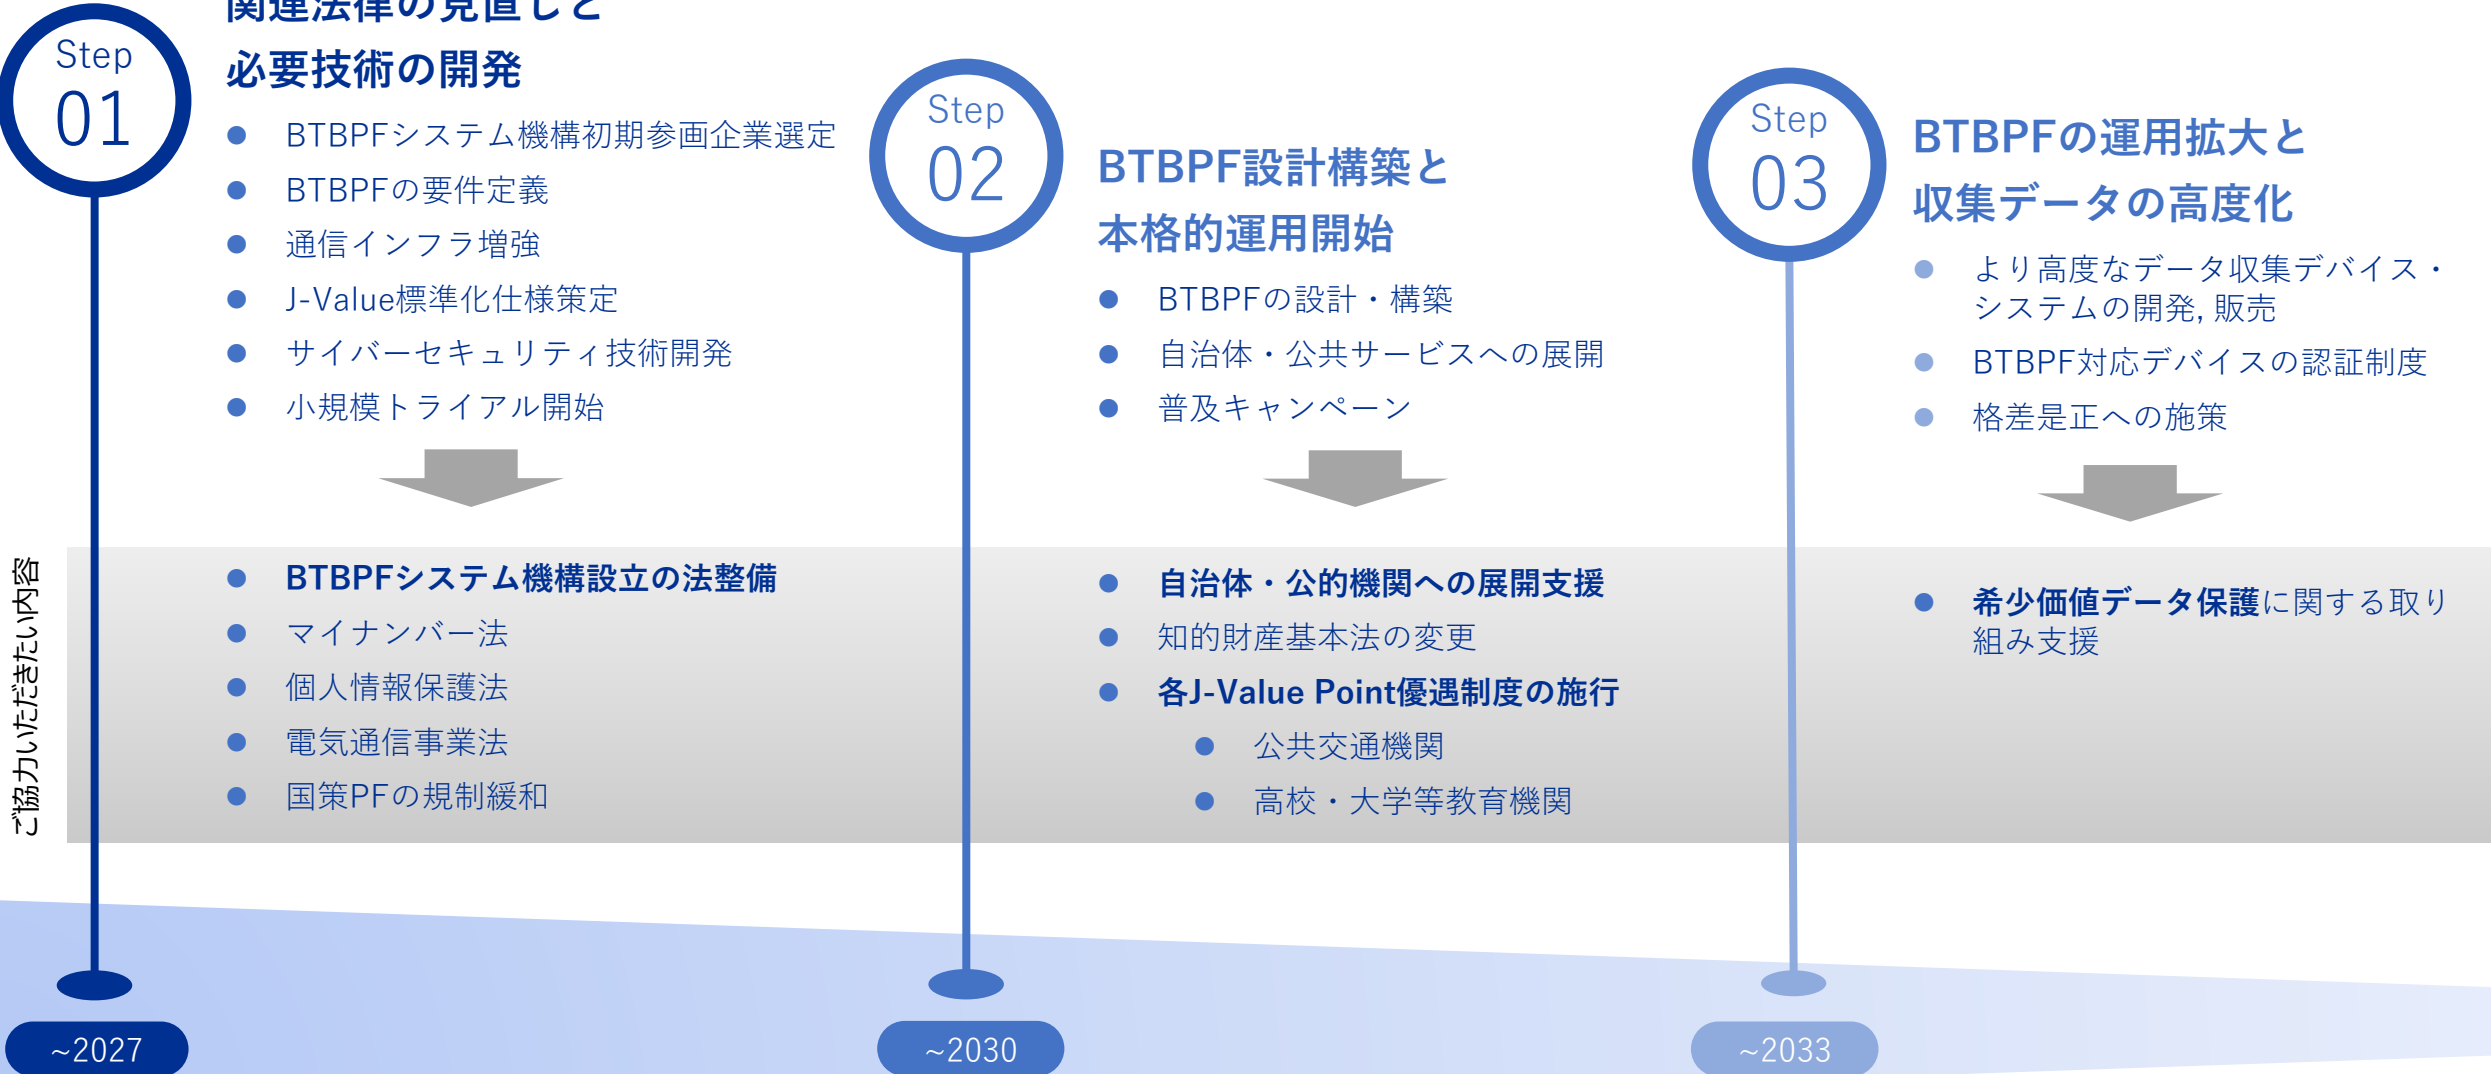 Step
01
関連法律の見直しと
必要技術の開発
BTBPFシステム機構初期参画企業選定
BTBPFの要件定義
通信インフラ増強
J-Value標準化仕様策定
サイバーセキュリティ技術開発
小規模トライアル開始
Step
02
BTBPF設計構築と
本格的運用開始
BTBPFの設計・構築
自治体・公共サービスへの展開
普及キャンペーン
Step
03
BTBPFの運用拡大と
収集データの高度化
より高度なデータ収集デバイス・
システムの開発, 販売
BTBPF対応デバイスの認証制度
格差是正への施策
ご協力いただきたい内容
BTBPFシステム機構設立の法整備
マイナンバー法
個人情報保護法
電気通信事業法
国策PFの規制緩和
自治体・公的機関への展開支援
知的財産基本法の変更
各J-Value Point優遇制度の施行
公共交通機関
高校・大学等教育機関
希少価値データ保護に関する取り
組み支援
~2027
~2030
~2033